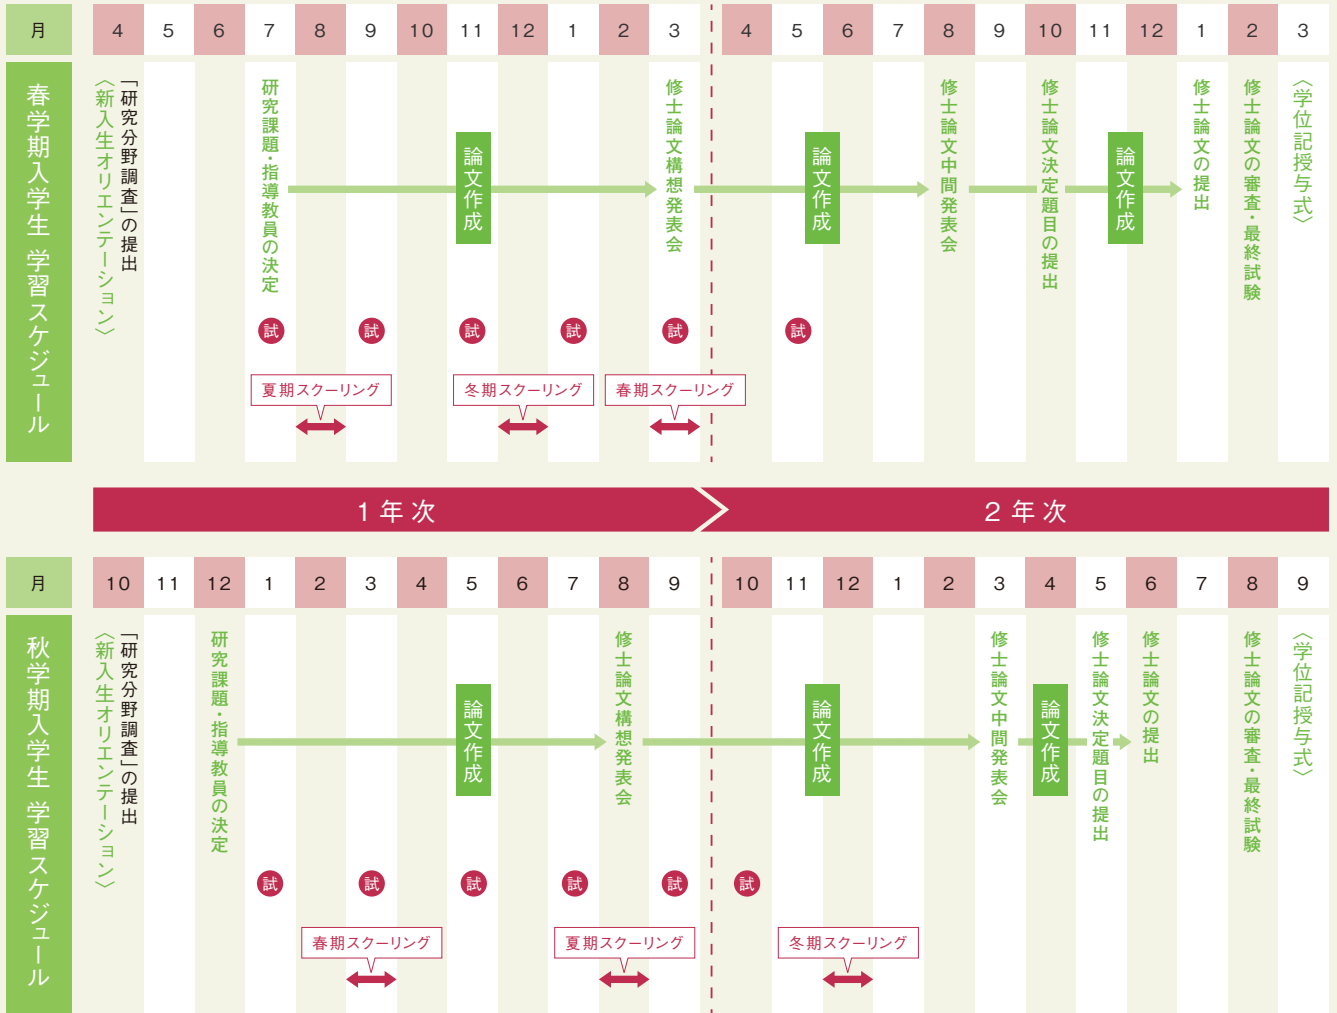 月 4 5 6 7 8 9 10 11 12 1 2 3 4 5 6 7 8 9 10 11 12 1 2 3
春学期入学生 学習スケジュール
「研究分野調査」の提出
〈新入生オリエンテーション〉
研究課題・指導教員の決定
論文作成
修士論文構想発表会
論文作成
修士論文中間発表会
修士論文決定題目の提出
論文作成
修士論文の提出
修士論文の審査・最終試験
〈学位記授与式〉
試 試 試 試 試 試
夏期スクーリング 冬期スクーリング 春期スクーリング
1年次 2年次
月 10 11 12 1 2 3 4 5 6 7 8 9 10 11 12 1 2 3 4 5 6 7 8 9
秋学期入学生 学習スケジュール
「研究分野調査」の提出
〈新入生オリエンテーション〉
研究課題・指導教員の決定
論文作成
修士論文構想発表会
論文作成
修士論文中間発表会
論文作成
修士論文決定題目の提出
修士論文の提出
修士論文の審査・最終試験
〈学位記授与式〉
試 試 試 試 試 試
春期スクーリング 夏期スクーリング 冬期スクーリング